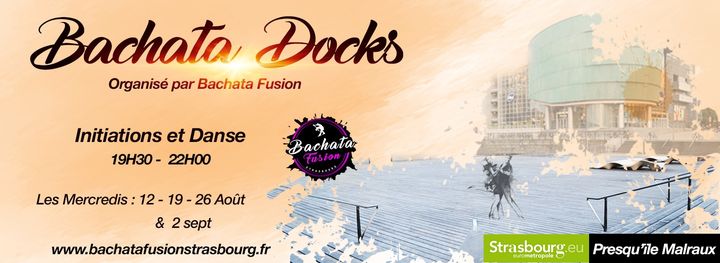 Bachata Docks
Organisé par Bachata Fusion
Initiations et Danse
19H30 - 22H00
Bachata
Fusion
STRASBOURG
Les Mercredis : 12 - 19 - 26 Août
& 2 sept
www.bachatafusionstrasbourg.fr
Strasbourg.eu
eurométropole
Presqu'île Malraux